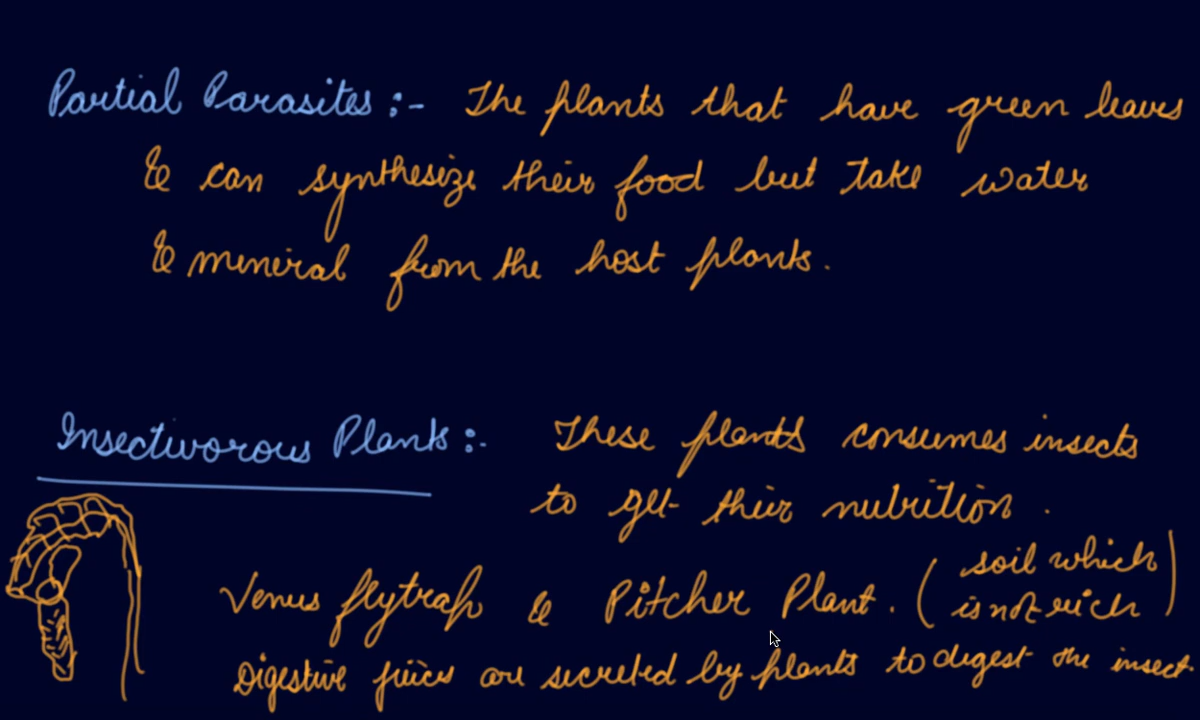 Partial Parasites :- The plants that have green leaves
& can synthesize their food but take water
& meniral from the host plants.
Insectivorous Plants :- These plants consumes insects
to get their nutrition.
Venus flytrap & Pitcher Plant. (soil which is not rich)
Digestive juices are secreted by plants to digest the insect.